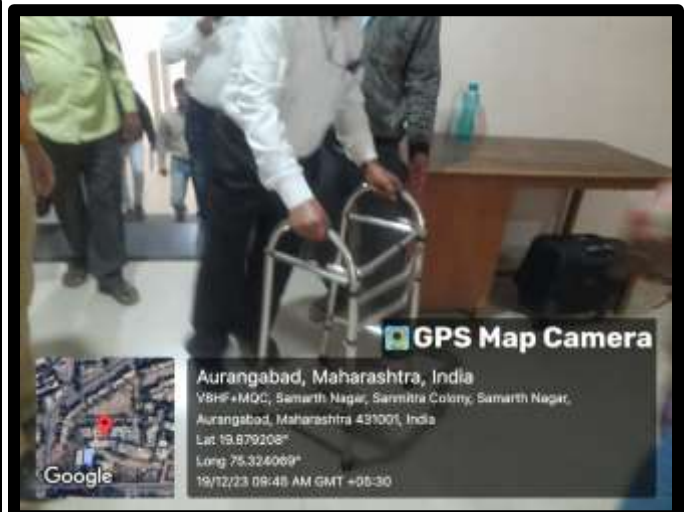 GPS Map Camera
Aurangabad, Maharashtra, India
V8HF+MQC, Samarth Nagar, Sanmitra Colony, Samarth Nagar,
Aurangabad, Maharashtra 431001, India
Lat 19.879208°
Long 75.324069°
19/12/23 09:48 AM GMT +05:30
Google